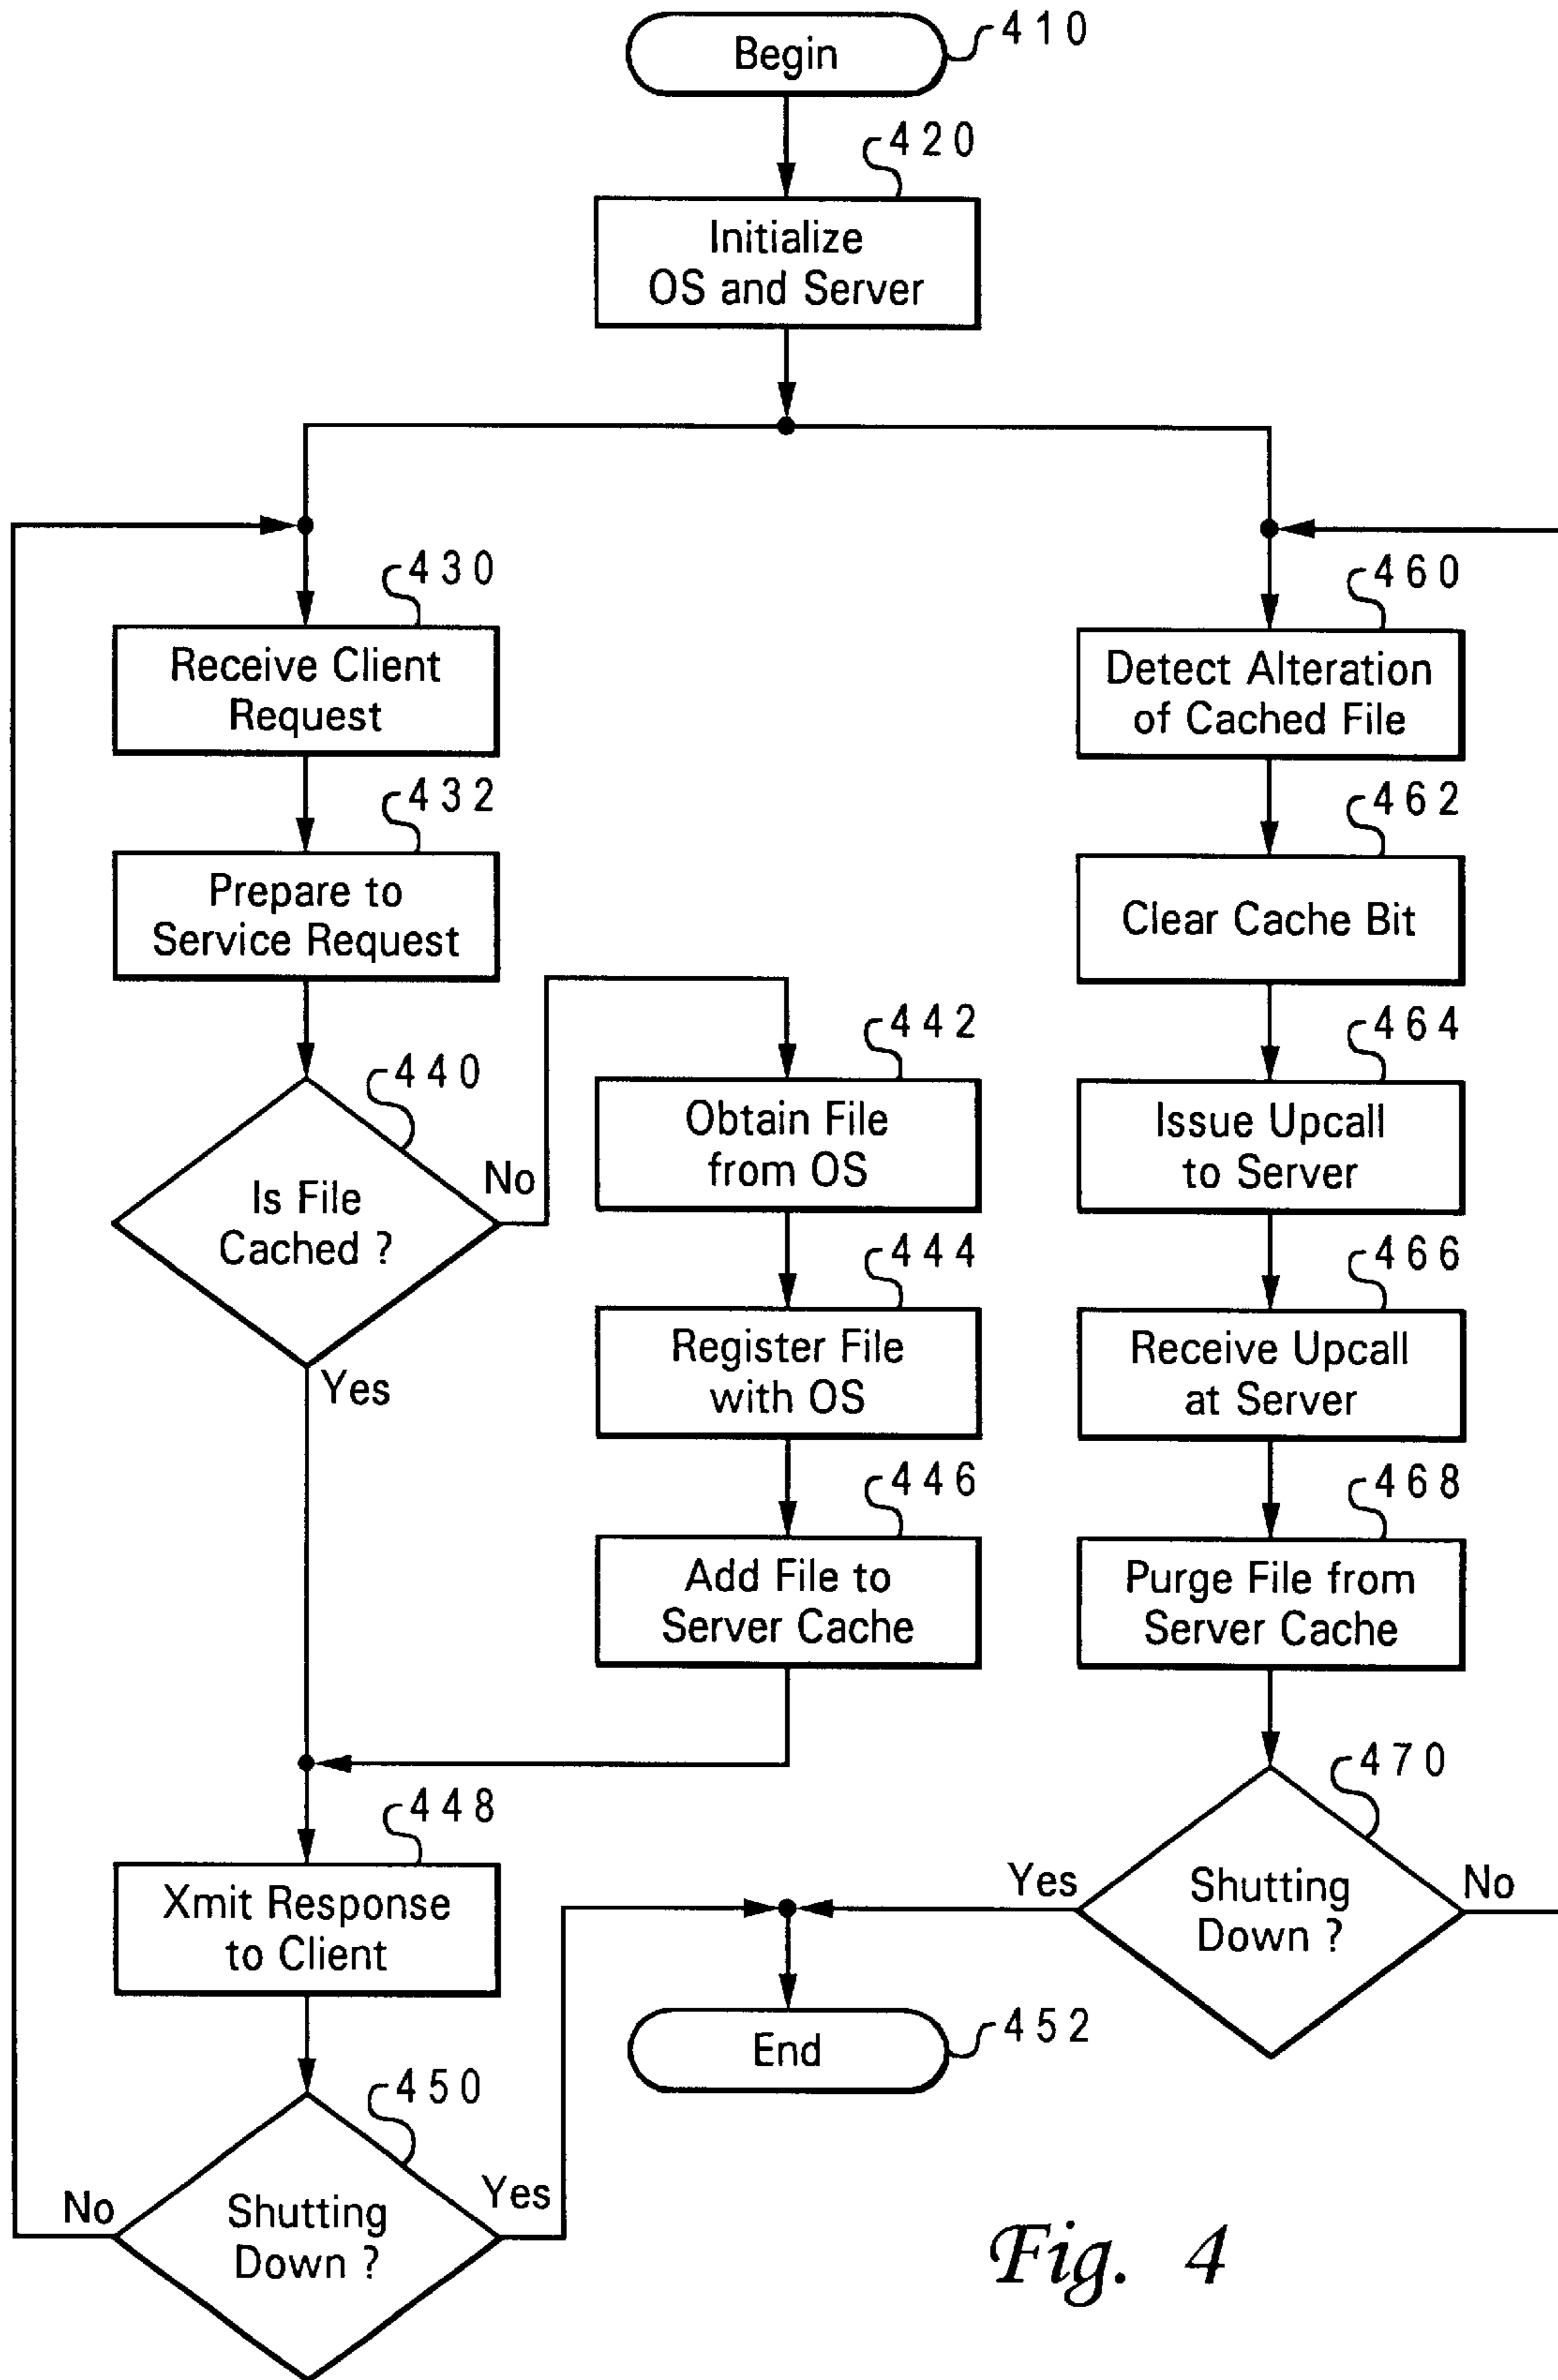 Begin
410
420
Initialize
OS and Server
430
Receive Client
Request
432
Prepare to
Service Request
440
Is File
Cached ?
No
Yes
442
Obtain File
from OS
444
Register File
with OS
446
Add File to
Server Cache
448
Xmit Response
to Client
450
Shutting
Down ?
No
Yes
460
Detect Alteration
of Cached File
462
Clear Cache Bit
464
Issue Upcall
to Server
466
Receive Upcall
at Server
468
Purge File from
Server Cache
470
Shutting
Down ?
Yes
No
End
452
Fig. 4